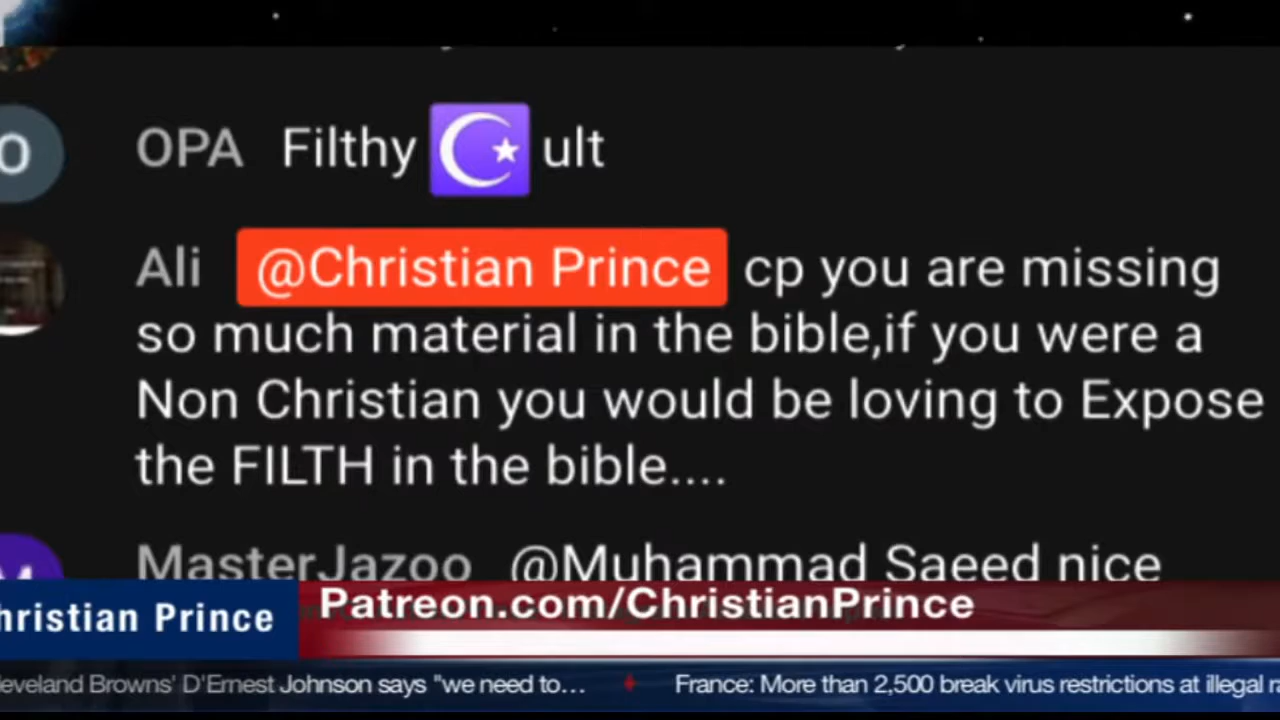 O
OPA Filthy ☪️ ult
Ali @Christian Prince cp you are missing
so much material in the bible,if you were a
Non Christian you would be loving to Expose
the FILTH in the bible....
MasterJazoo @Muhammad Saeed nice
hristian Prince
Patreon.com/ChristianPrince
leveland Browns' D'Ernest Johnson says "we need to...
France: More than 2,500 break virus restrictions at illegal